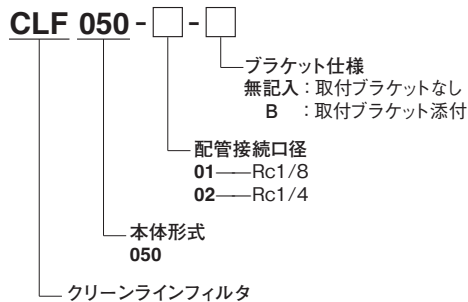 CLF 050-□-□
ブラケット仕様
無記入：取付ブラケットなし
B ：取付ブラケット添付
配管接続口径
01──Rc1/8
02──Rc1/4
本体形式
050
クリーンラインフィルタ